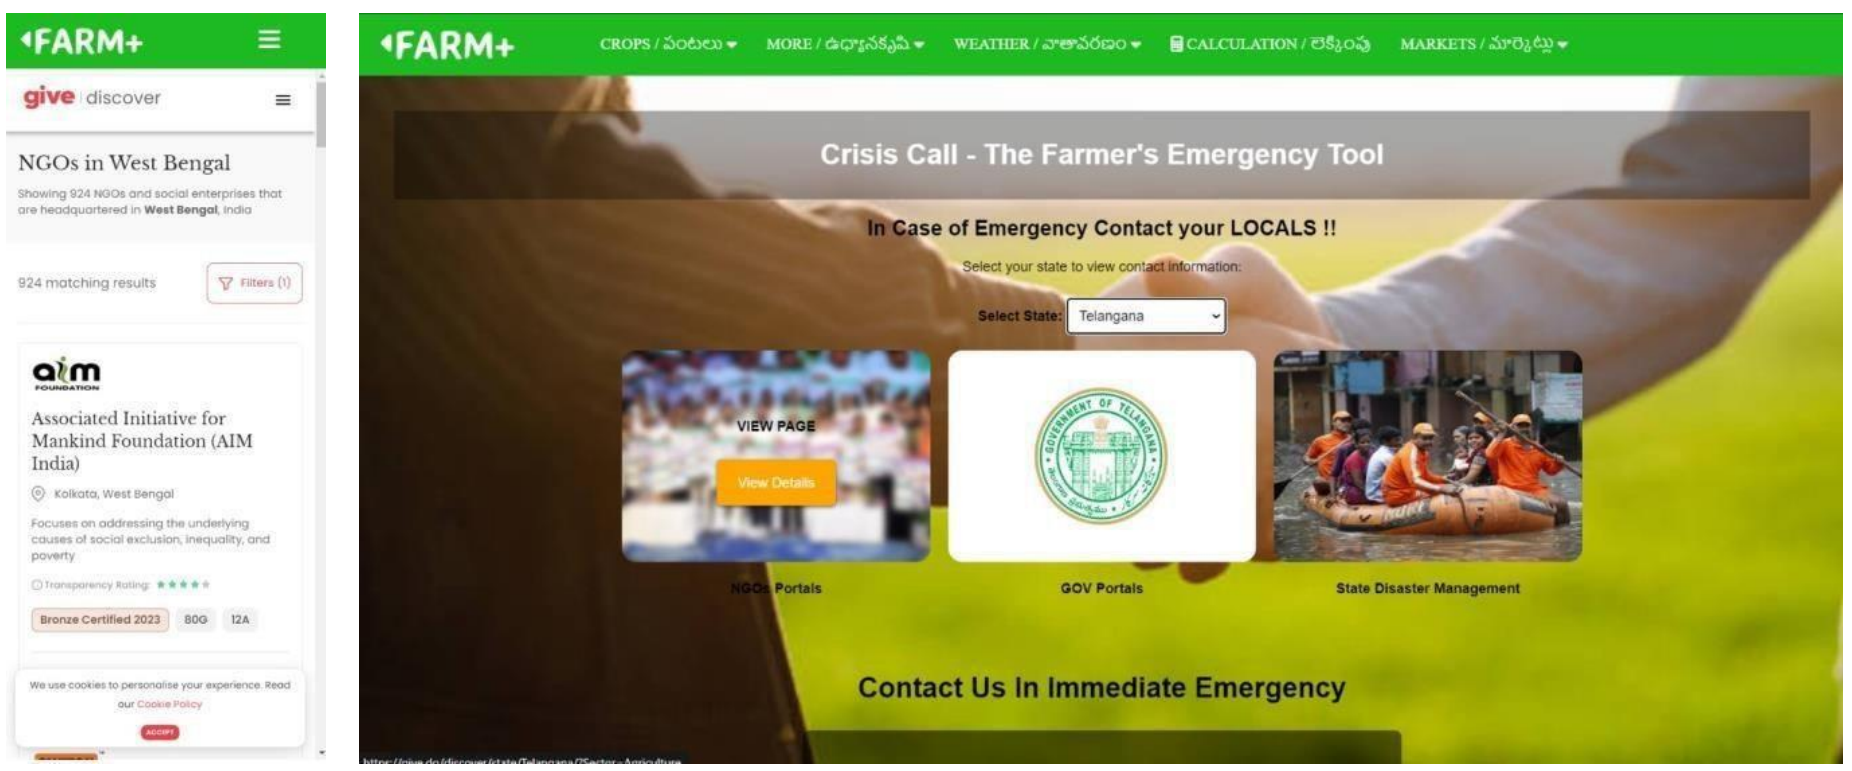 FARM+
give discover
NGOs in West Bengal
Showing 924 NGOs and social enterprises that
are headquartered in West Bengal, India
924 matching results
Filters (1)
aim
FOUNDATION
Associated Initiative for
Mankind Foundation (AIM
India)
Kolkata, West Bengal
Focuses on addressing the underlying
causes of social exclusion, inequality, and
poverty
Transparency Rating:
Bronze Certified 2023 80G 12A
We use cookies to personalise your experience. Read
our Cookie Policy
ACCEPT
FARM+ CROPS / పంటలు MORE / ఉద్యానకృషి WEATHER / వాతావరణం CALCULATION / లెక్కింపు MARKETS / మార్కెట్లు
Crisis Call - The Farmer's Emergency Tool
In Case of Emergency Contact your LOCALS !!
Select your state to view contact information:
Select State: Telangana
VIEW PAGE
View Details
GOVERNMENT OF TELANGANA
NGOs Portals GOV Portals State Disaster Management
Contact Us In Immediate Emergency
https://give.do/discover/state/Telangana/?Sector=Agriculture